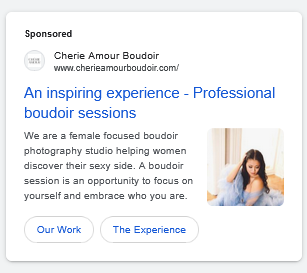 Sponsored
Cherie Amour Boudoir
www.cherieamourboudoir.com/
An inspiring experience - Professional
boudoir sessions
We are a female focused boudoir
photography studio helping women
discover their sexy side. A boudoir
session is an opportunity to focus on
yourself and embrace who you are.
Our Work
The Experience